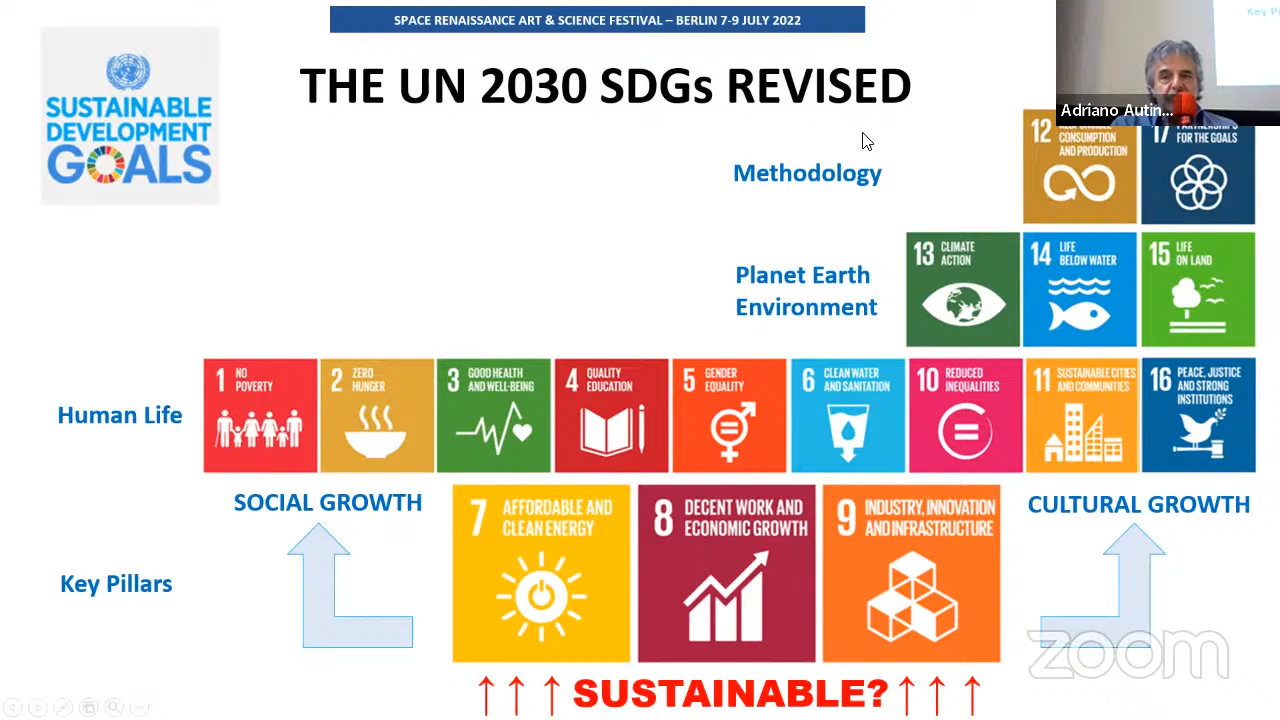 SPACE RENAISSANCE ART & SCIENCE FESTIVAL – BERLIN 7-9 JULY 2022
Key Pi
SUSTAINABLE
DEVELOPMENT
GOALS
THE UN 2030 SDGs REVISED
Adriano Autin...
Methodology
12
CONSUMPTION
AND PRODUCTION
17
PARTNERSHIPS
FOR THE GOALS
Planet Earth
Environment
13 CLIMATE
ACTION
14 LIFE
BELOW WATER
15 LIFE
ON LAND
Human Life
1 NO
POVERTY
2 ZERO
HUNGER
3 GOOD HEALTH
AND WELL-BEING
4 QUALITY
EDUCATION
5 GENDER
EQUALITY
6 CLEAN WATER
AND SANITATION
10 REDUCED
INEQUALITIES
11 SUSTAINABLE CITIES
AND COMMUNITIES
16 PEACE, JUSTICE
AND STRONG
INSTITUTIONS
SOCIAL GROWTH
CULTURAL GROWTH
Key Pillars
7 AFFORDABLE AND
CLEAN ENERGY
8 DECENT WORK AND
ECONOMIC GROWTH
9 INDUSTRY, INNOVATION
AND INFRASTRUCTURE
zoom
↑↑↑ SUSTAINABLE? ↑↑↑